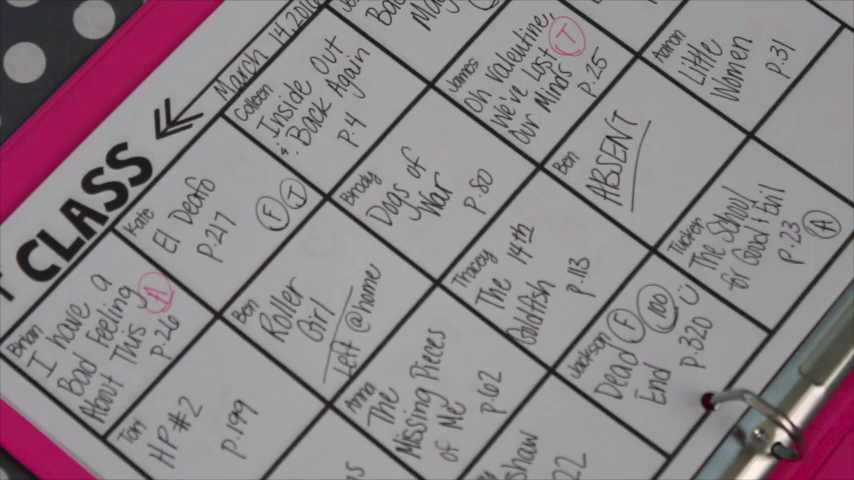 CLASS
March 14, 2016
Brian
I have a
Bad Feeling
About This A
p.26
Kate
El Deafo
p.217
F T
Colleen
Inside Out
& Back Again
p.4
Tori
HP #2
p.199
Ben
Roller
Girl
left @ home
Brody
Dogs of
War
p.80
James
Oh Valentine,
We've Lost
Our Minds T
p.25
Anna
The
Missing Pieces
of Me
p.62
Tracey
The 14th
Goldfish
p.113
Ben
ABSENT
Aaron
Little
Women
p.31
shaw
22
Jackson
Dead F 100
End
p.320
Tucker
The School
for Good & Evil
p.23
A